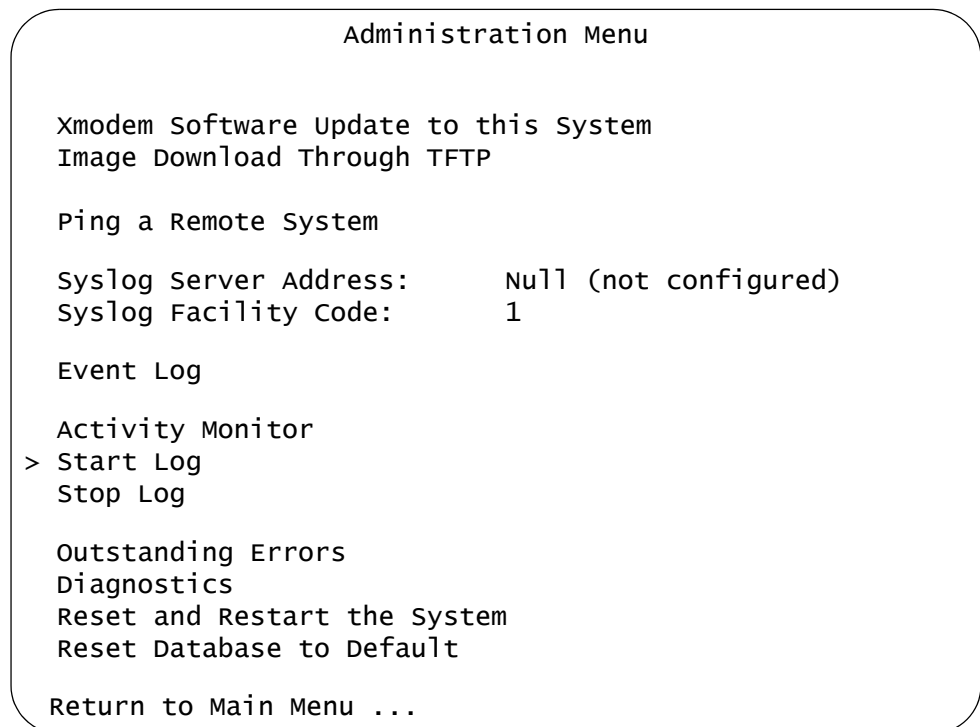 Administration Menu
Xmodem Software Update to this System
Image Download Through TFTP
Ping a Remote System
Syslog Server Address: Null (not configured)
Syslog Facility Code: 1
Event Log
Activity Monitor
> Start Log
Stop Log
Outstanding Errors
Diagnostics
Reset and Restart the System
Reset Database to Default
Return to Main Menu ...